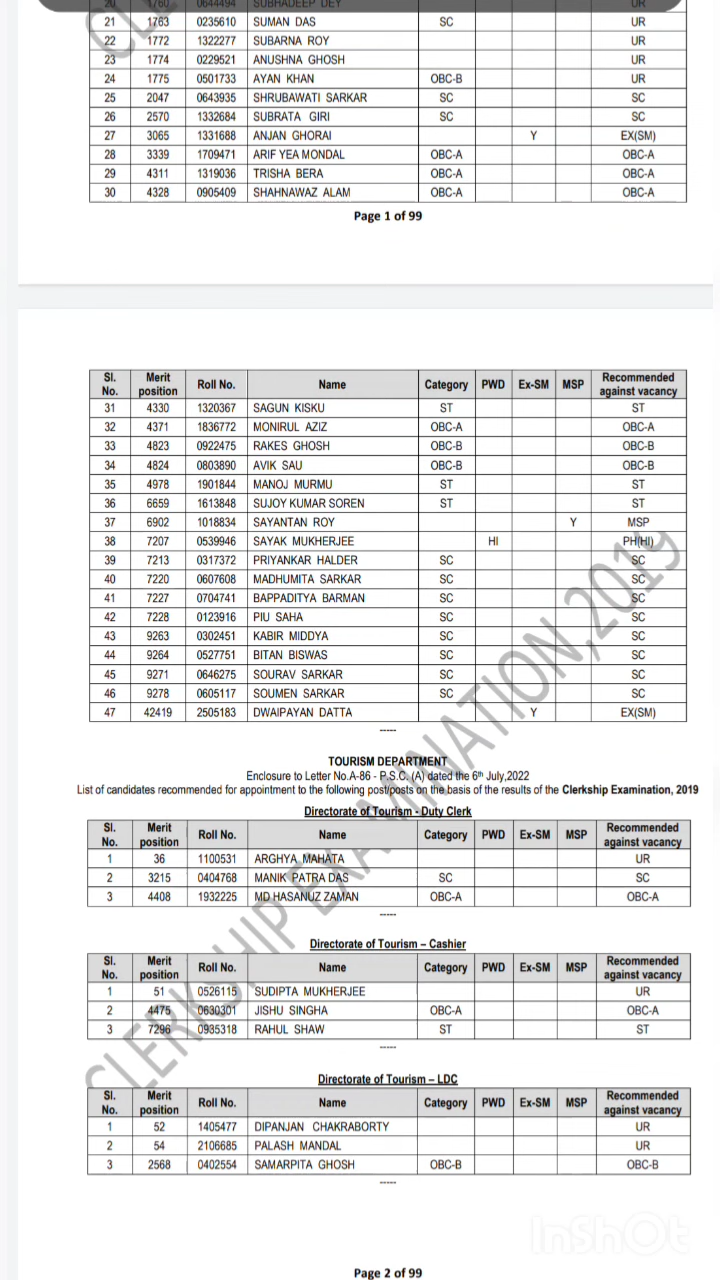 20 1760 0644494 SUBHADEEP DEY UR
21 1763 0235610 SUMAN DAS SC UR
22 1772 1322277 SUBARNA ROY UR
23 1774 0229521 ANUSHNA GHOSH UR
24 1775 0501733 AYAN KHAN OBC-B UR
25 2047 0643935 SHRUBAWATI SARKAR SC SC
26 2570 1332684 SUBRATA GIRI SC SC
27 3065 1331688 ANJAN GHORAI Y EX(SM)
28 3339 1709471 ARIF YEA MONDAL OBC-A OBC-A
29 4311 1319036 TRISHA BERA OBC-A OBC-A
30 4328 0905409 SHAHNAWAZ ALAM OBC-A OBC-A
Page 1 of 99
Sl. No. Merit position Roll No. Name Category PWD Ex-SM MSP Recommended against vacancy
31 4330 1320367 SAGUN KISKU ST ST
32 4371 1836772 MONIRUL AZIZ OBC-A OBC-A
33 4823 0922475 RAKES GHOSH OBC-B OBC-B
34 4824 0803890 AVIK SAU OBC-B OBC-B
35 4978 1901844 MANOJ MURMU ST ST
36 6659 1613848 SUJOY KUMAR SOREN ST ST
37 6902 1018834 SAYANTAN ROY Y MSP
38 7207 0539946 SAYAK MUKHERJEE HI PH(HI)
39 7213 0317372 PRIYANKAR HALDER SC SC
40 7220 0607608 MADHUMITA SARKAR SC SC
41 7227 0704741 BAPPADITYA BARMAN SC SC
42 7228 0123916 PIU SAHA SC SC
43 9263 0302451 KABIR MIDDYA SC SC
44 9264 0527751 BITAN BISWAS SC SC
45 9271 0646275 SOURAV SARKAR SC SC
46 9278 0605117 SOUMEN SARKAR SC SC
47 42419 2505183 DWAIPAYAN DATTA Y EX(SM)
-----
TOURISM DEPARTMENT
Enclosure to Letter No.A-86 - P.S.C. (A) dated the 6th July,2022
List of candidates recommended for appointment to the following post/posts on the basis of the results of the Clerkship Examination, 2019
Directorate of Tourism - Duty Clerk
Sl. No. Merit position Roll No. Name Category PWD Ex-SM MSP Recommended against vacancy
1 36 1100531 ARGHYA MAHATA UR
2 3215 0404768 MANIK PATRA DAS SC SC
3 4408 1932225 MD HASANUZ ZAMAN OBC-A OBC-A
-----
Directorate of Tourism – Cashier
Sl. No. Merit position Roll No. Name Category PWD Ex-SM MSP Recommended against vacancy
1 51 0526115 SUDIPTA MUKHERJEE UR
2 4475 0630301 JISHU SINGHA OBC-A OBC-A
3 7296 0935318 RAHUL SHAW ST ST
-----
Directorate of Tourism – LDC
Sl. No. Merit position Roll No. Name Category PWD Ex-SM MSP Recommended against vacancy
1 52 1405477 DIPANJAN CHAKRABORTY UR
2 54 2106685 PALASH MANDAL UR
3 2568 0402554 SAMARPITA GHOSH OBC-B OBC-B
-----
CLERKSHIP EXAMINATION,2019
InShOt
Page 2 of 99